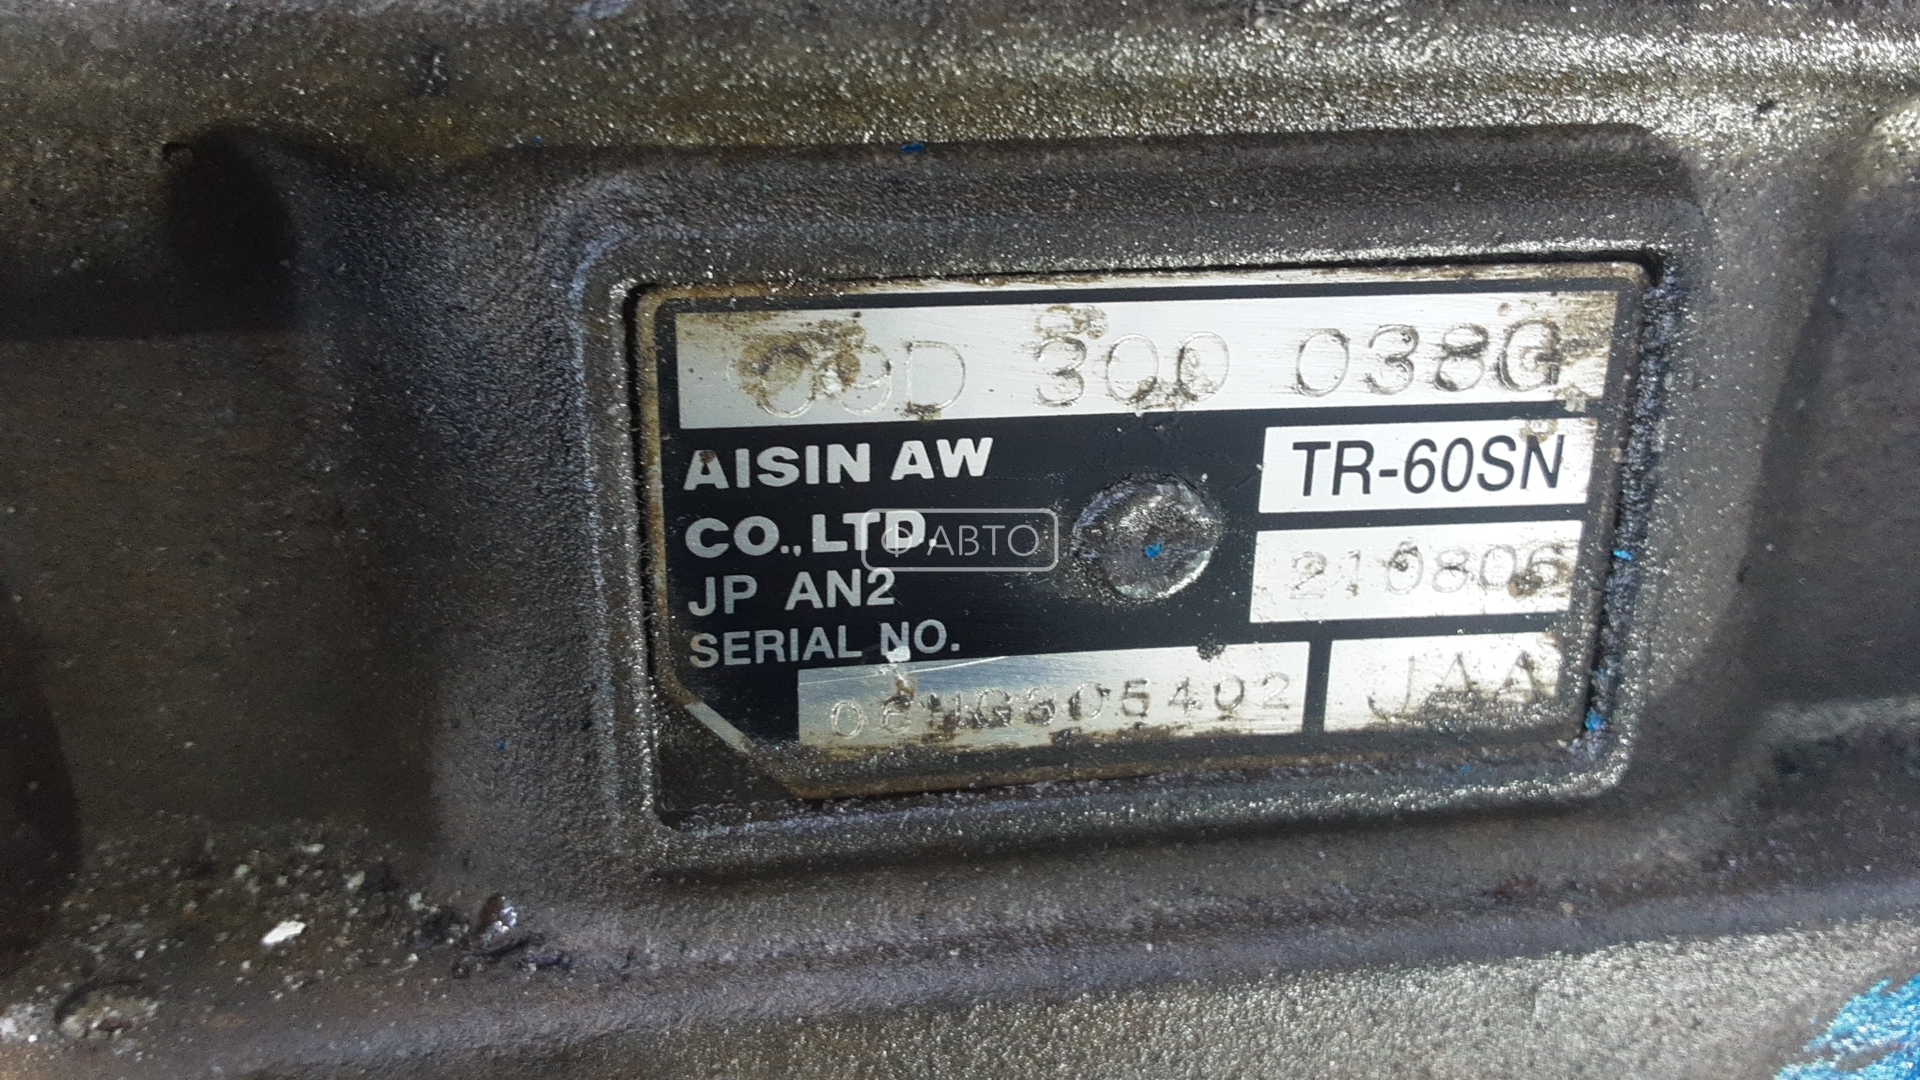 09D 300 038G
AISIN AW
CO., LTD.
JP AN2
SERIAL NO.
TR-60SN
210806
JAA
© АВТО